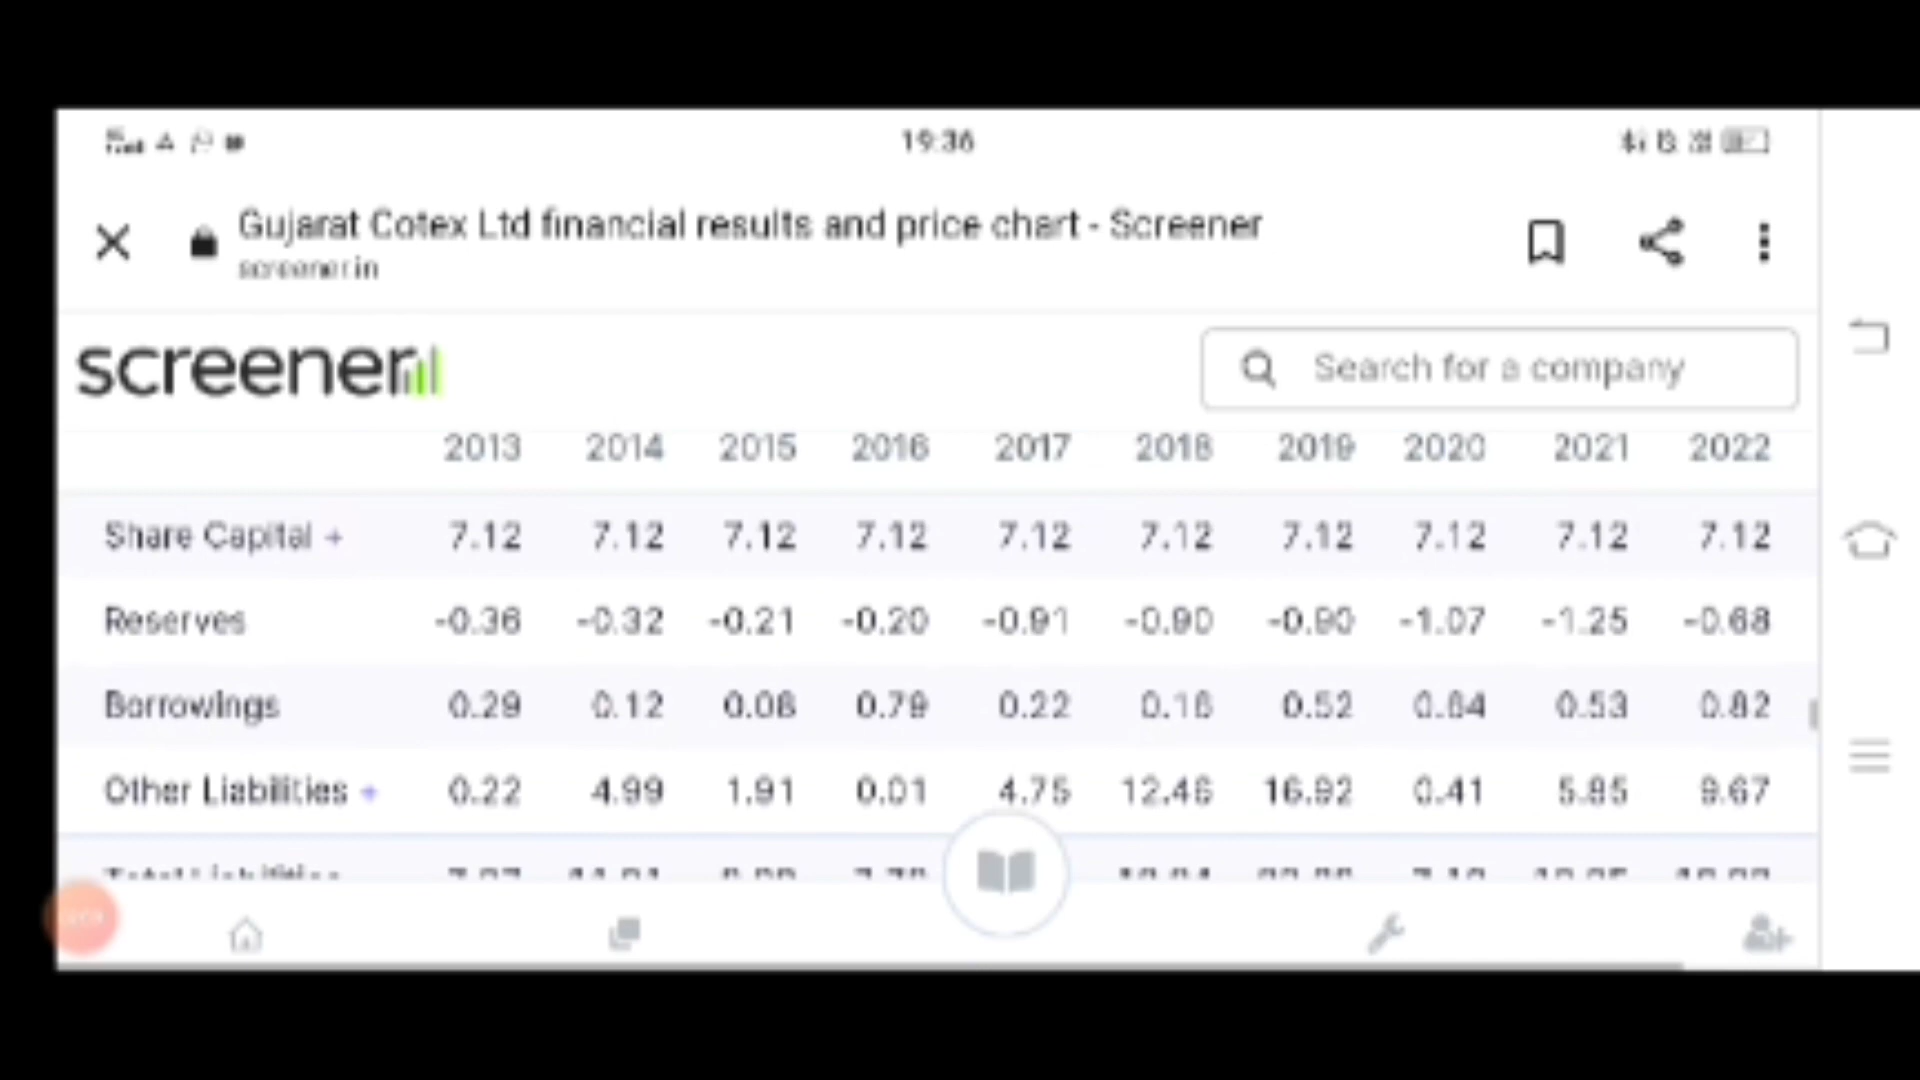 19:36
Gujarat Cotex Ltd financial results and price chart - Screener
screener.in
screener
Search for a company
2013 2014 2015 2016 2017 2018 2019 2020 2021 2022
Share Capital + 7.12 7.12 7.12 7.12 7.12 7.12 7.12 7.12 7.12 7.12
Reserves -0.36 -0.32 -0.21 -0.20 -0.91 -0.90 -0.90 -1.07 -1.25 -0.68
Borrowings 0.29 0.12 0.08 0.79 0.22 0.52 0.53 0.82
Other Liabilities + 0.22 4.99 1.91 0.01 4.75 12.46 16.92 0.41 5.85 9.67
Total Liabilities